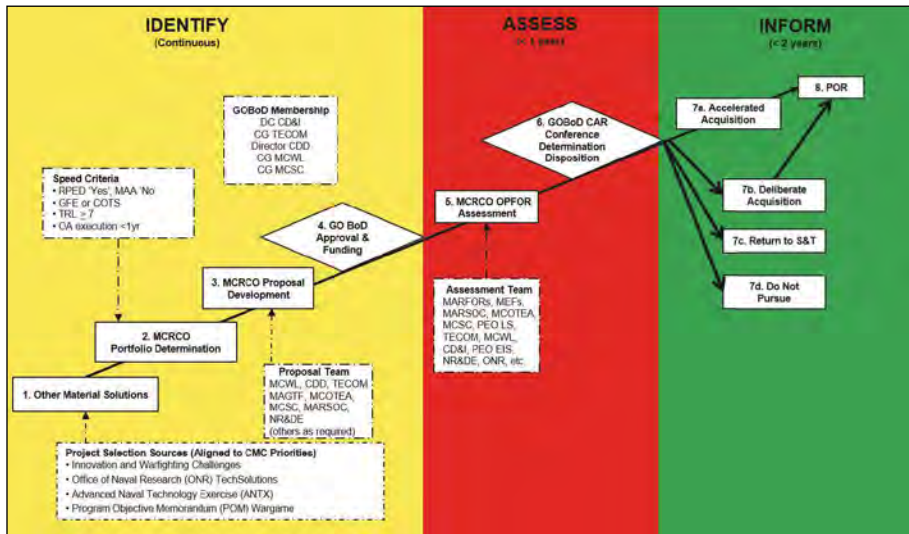 IDENTIFY
(Continuous)
ASSESS
(< 1 years)
INFORM
(< 2 years)
GOBoD Membership
DC CD&I
CG TECOM
Director CDD
CG MCWL
CG MCSC
Speed Criteria
• RPED 'Yes', MAA 'No
• GFE or COTS
• TRL ≥ 7
• OA execution <1yr
1. Other Material Solutions
2. MCRCO
Portfolio Determination
3. MCRCO Proposal
Development
4. GO BoD
Approval &
Funding
5. MCRCO OPFOR
Assessment
6. GOBoD CAR
Conference
Determination
Disposition
7a. Accelerated
Acquisition
8. POR
7b. Deliberate
Acquisition
7c. Return to S&T
7d. Do Not
Pursue
Assessment Team
MARFORs, MEFs,
MARSOC, MCOTEA,
MCSC, PEO LS,
TECOM, MCWL,
CD&I, PEO EIS,
NR&DE, ONR, etc.
Proposal Team
MCWL, CDD, TECOM
MAGTF, MCOTEA,
MCSC, MARSOC,
NR&DE
(others as required)
Project Selection Sources (Aligned to CMC Priorities)
• Innovation and Warfighting Challenges
• Office of Naval Research (ONR) TechSolutions
• Advanced Naval Technology Exercise (ANTX)
• Program Objective Memorandum (POM) Wargame